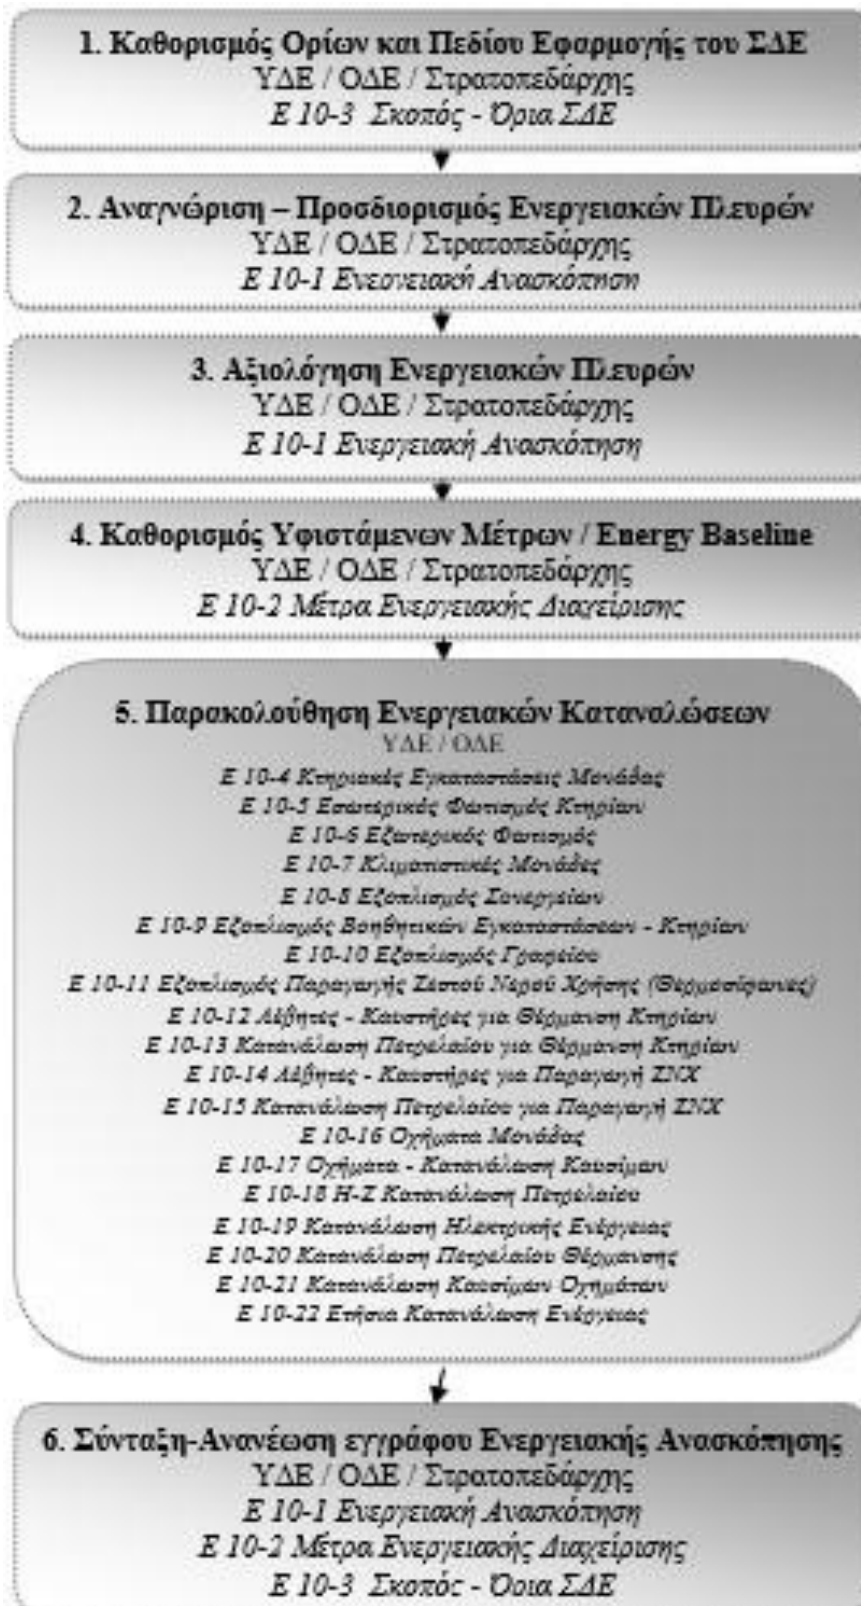 1. Καθορισμός Ορίων και Πεδίου Εφαρμογής του ΣΔΕ
ΥΔΕ / ΟΔΕ / Στρατοπεδάρχης
Ε 10-3 Σκοπός - Όρια ΣΔΕ
2. Αναγνώριση – Προσδιορισμός Ενεργειακών Πλευρών
ΥΔΕ / ΟΔΕ / Στρατοπεδάρχης
Ε 10-1 Ενεργειακή Ανασκόπηση
3. Αξιολόγηση Ενεργειακών Πλευρών
ΥΔΕ / ΟΔΕ / Στρατοπεδάρχης
Ε 10-1 Ενεργειακή Ανασκόπηση
4. Καθορισμός Υφιστάμενων Μέτρων / Energy Baseline
ΥΔΕ / ΟΔΕ / Στρατοπεδάρχης
Ε 10-2 Μέτρα Ενεργειακής Διαχείρισης
5. Παρακολούθηση Ενεργειακών Καταναλώσεων
ΥΔΕ / ΟΔΕ
Ε 10-4 Κτηριακές Εγκαταστάσεις Μονάδας
Ε 10-5 Εσωτερικός Φωτισμός Κτηρίων
Ε 10-6 Εξωτερικός Φωτισμός
Ε 10-7 Κλιματιστικές Μονάδες
Ε 10-8 Εξοπλισμός Συνεργείων
Ε 10-9 Εξοπλισμός Βοηθητικών Εγκαταστάσεων - Κτηρίων
Ε 10-10 Εξοπλισμός Γραφείου
Ε 10-11 Εξοπλισμός Παραγωγής Ζεστού Νερού Χρήσης (Θερμοσίφωνες)
Ε 10-12 Λέβητες - Καυστήρες για Θέρμανση Κτηρίων
Ε 10-13 Κατανάλωση Πετρελαίου για Θέρμανση Κτηρίων
Ε 10-14 Λέβητες - Καυστήρες για Παραγωγή ΖΝΧ
Ε 10-15 Κατανάλωση Πετρελαίου για Παραγωγή ΖΝΧ
Ε 10-16 Οχήματα Μονάδας
Ε 10-17 Οχήματα - Κατανάλωση Καυσίμων
Ε 10-18 Η-Ζ Κατανάλωση Πετρελαίου
Ε 10-19 Κατανάλωση Ηλεκτρικής Ενέργειας
Ε 10-20 Κατανάλωση Πετρελαίου Θέρμανσης
Ε 10-21 Κατανάλωση Καυσίμων Οχημάτων
Ε 10-22 Ετήσια Κατανάλωση Ενέργειας
6. Σύνταξη-Ανανέωση εγγράφου Ενεργειακής Ανασκόπησης
ΥΔΕ / ΟΔΕ / Στρατοπεδάρχης
Ε 10-1 Ενεργειακή Ανασκόπηση
Ε 10-2 Μέτρα Ενεργειακής Διαχείρισης
Ε 10-3 Σκοπός - Όρια ΣΔΕ